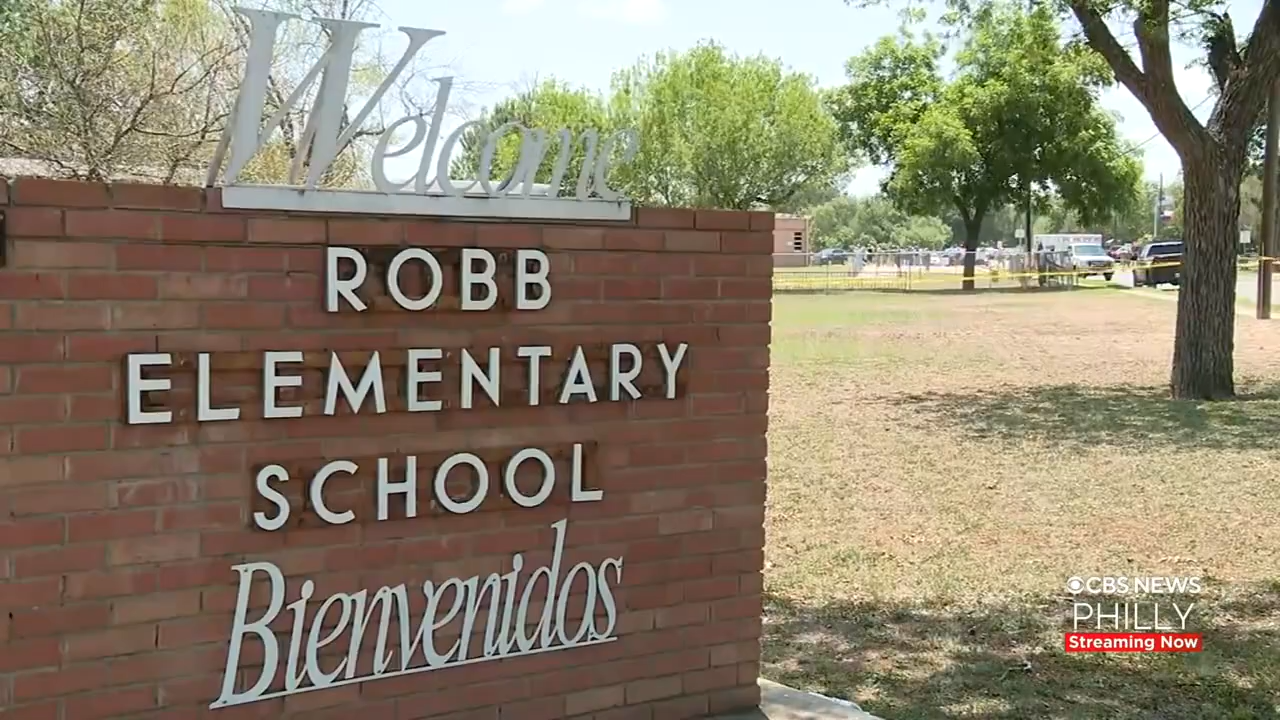 Welcome
ROBB
ELEMENTARY
SCHOOL
Bienvenidos
CBS NEWS
PHILLY
Streaming Now